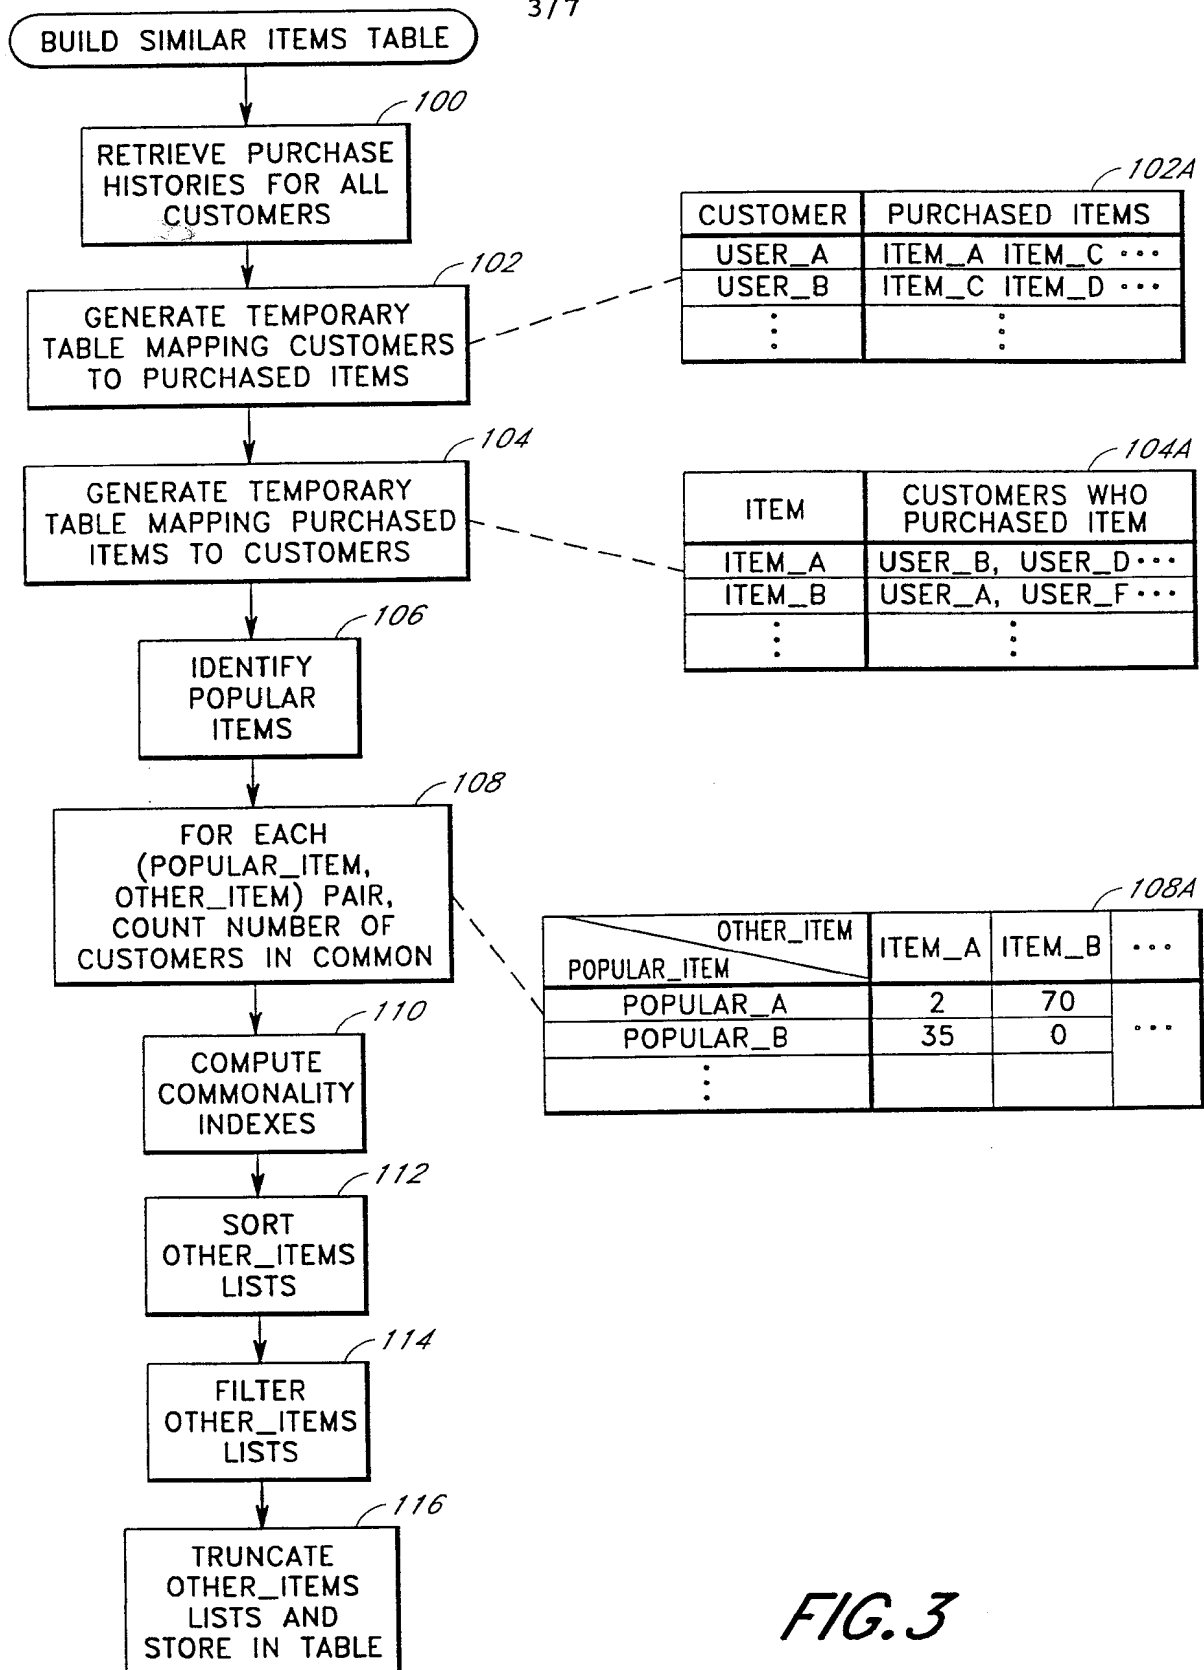 3/7
BUILD SIMILAR ITEMS TABLE
100
RETRIEVE PURCHASE
HISTORIES FOR ALL
CUSTOMERS
102
GENERATE TEMPORARY
TABLE MAPPING CUSTOMERS
TO PURCHASED ITEMS
102A
CUSTOMER PURCHASED ITEMS
USER_A ITEM_A ITEM_C ···
USER_B ITEM_C ITEM_D ···
104
GENERATE TEMPORARY
TABLE MAPPING PURCHASED
ITEMS TO CUSTOMERS
104A
ITEM CUSTOMERS WHO
PURCHASED ITEM
ITEM_A USER_B, USER_D···
ITEM_B USER_A, USER_F···
106
IDENTIFY
POPULAR
ITEMS
108
FOR EACH
(POPULAR_ITEM,
OTHER_ITEM) PAIR,
COUNT NUMBER OF
CUSTOMERS IN COMMON
108A
OTHER_ITEM ITEM_A ITEM_B ···
POPULAR_ITEM
POPULAR_A 2 70
POPULAR_B 35 0 ···
110
COMPUTE
COMMONALITY
INDEXES
112
SORT
OTHER_ITEMS
LISTS
114
FILTER
OTHER_ITEMS
LISTS
116
TRUNCATE
OTHER_ITEMS
LISTS AND
STORE IN TABLE
FIG.3